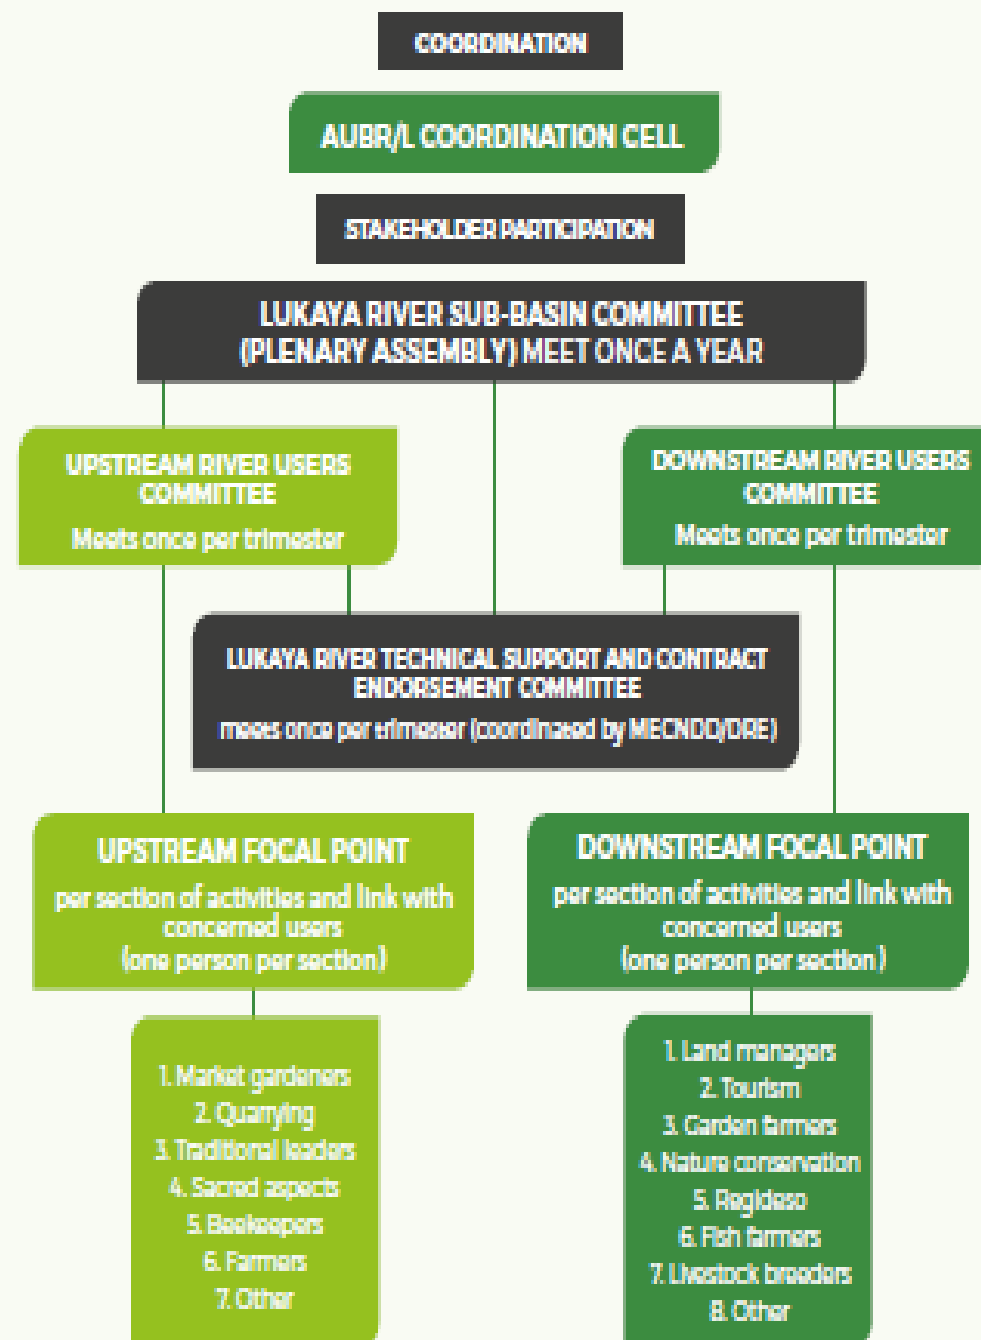 COORDINATION
AUBR/L COORDINATION CELL
STAKEHOLDER PARTICIPATION
LUKAYA RIVER SUB-BASIN COMMITTEE
(PLENARY ASSEMBLY) MEET ONCE A YEAR
UPSTREAM RIVER USERS
COMMITTEE
Meets once per trimester
DOWNSTREAM RIVER USERS
COMMITTEE
Meets once per trimester
LUKAYA RIVER TECHNICAL SUPPORT AND CONTRACT
ENDORSEMENT COMMITTEE
meets once per trimester (coordinated by MECNDD/DRE)
UPSTREAM FOCAL POINT
per section of activities and link with
concerned users
(one person per section)
DOWNSTREAM FOCAL POINT
per section of activities and link with
concerned users
(one person per section)
1. Market gardeners
2. Quarrying
3. Traditional leaders
4. Sacred aspects
5. Beekeepers
6. Farmers
7. Other
1. Land managers
2. Tourism
3. Garden farmers
4. Nature conservation
5. Regideso
6. Fish farmers
7. Livestock breeders
8. Other